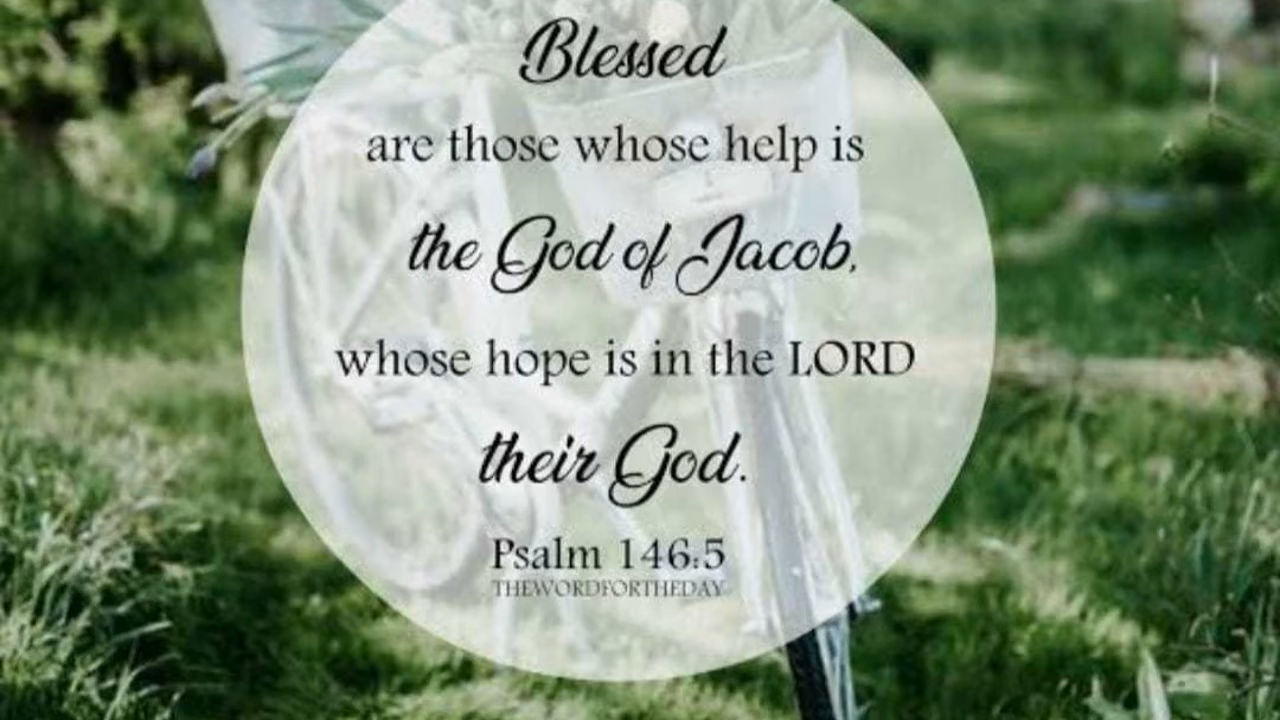 Blessed
are those whose help is
the God of Jacob,
whose hope is in the LORD
their God.
Psalm 146:5
THEWORDFORTHEDAY